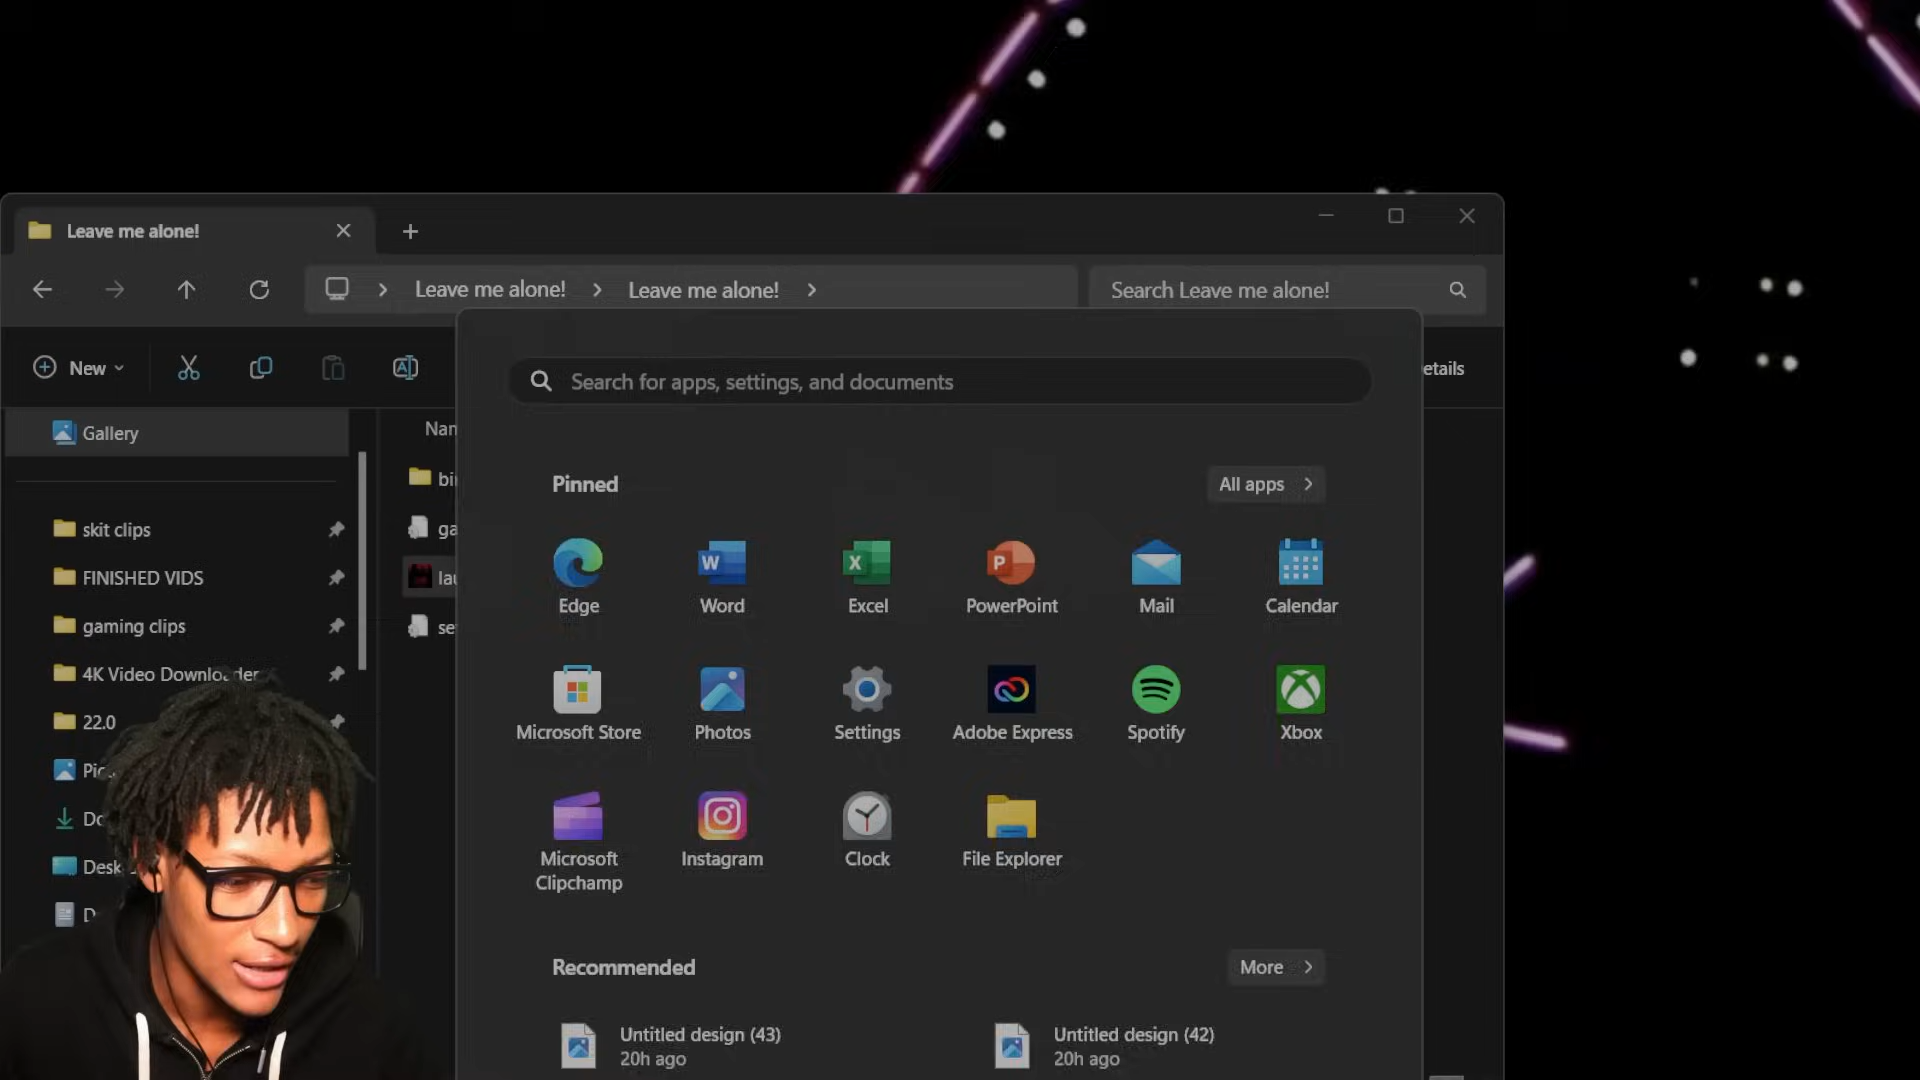 Leave me alone!
Leave me alone! Leave me alone!
Search Leave me alone!
New
Search for apps, settings, and documents
Gallery
skit clips
FINISHED VIDS
gaming clips
4K Video Downloader
22.0
Pinned
All apps
Edge
Word
Excel
PowerPoint
Mail
Calendar
Microsoft Store
Photos
Settings
Adobe Express
Spotify
Xbox
Microsoft
Clipchamp
Instagram
Clock
File Explorer
Recommended
More
Untitled design (43)
20h ago
Untitled design (42)
20h ago